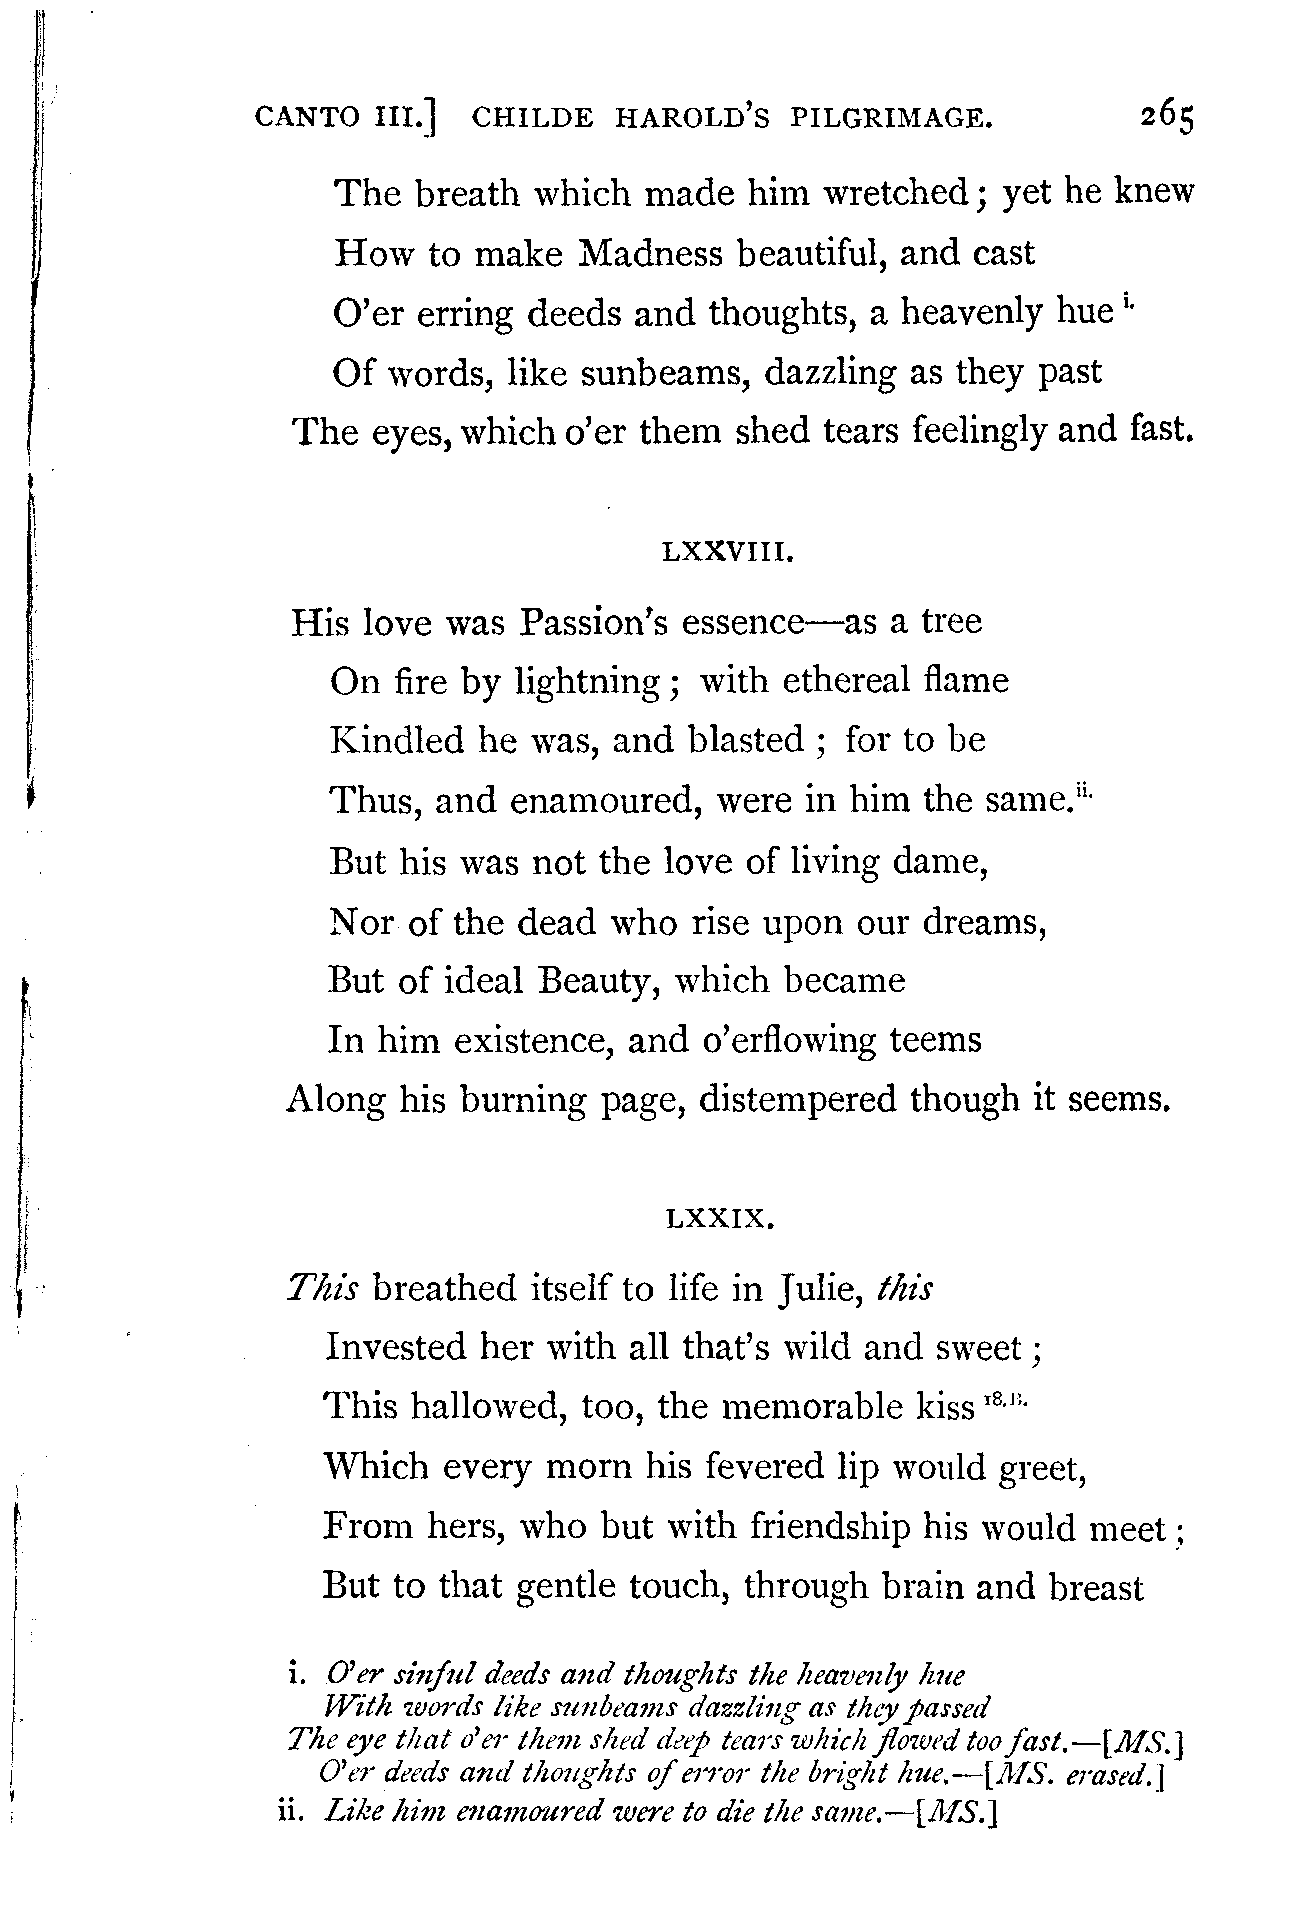 CANTO III.] CHILDE HAROLD'S PILGRIMAGE. 265
The breath which made him wretched; yet he knew
How to make Madness beautiful, and cast
O'er erring deeds and thoughts, a heavenly hue i.
Of words, like sunbeams, dazzling as they past
The eyes, which o'er them shed tears feelingly and fast.
LXXVIII.
His love was Passion's essence—as a tree
On fire by lightning; with ethereal flame
Kindled he was, and blasted; for to be
Thus, and enamoured, were in him the same.ii.
But his was not the love of living dame,
Nor of the dead who rise upon our dreams,
But of ideal Beauty, which became
In him existence, and o'erflowing teems
Along his burning page, distempered though it seems.
LXXIX.
This breathed itself to life in Julie, this
Invested her with all that's wild and sweet;
This hallowed, too, the memorable kiss 18.B.
Which every morn his fevered lip would greet,
From hers, who but with friendship his would meet;
But to that gentle touch, through brain and breast
i. O'er sinful deeds and thoughts the heavenly hue
With words like sunbeams dazzling as they passed
The eye that o'er them shed deep tears which flowed too fast.—[MS.]
O'er deeds and thoughts of error the bright hue.—[MS. erased.]
ii. Like him enamoured were to die the same.—[MS.]